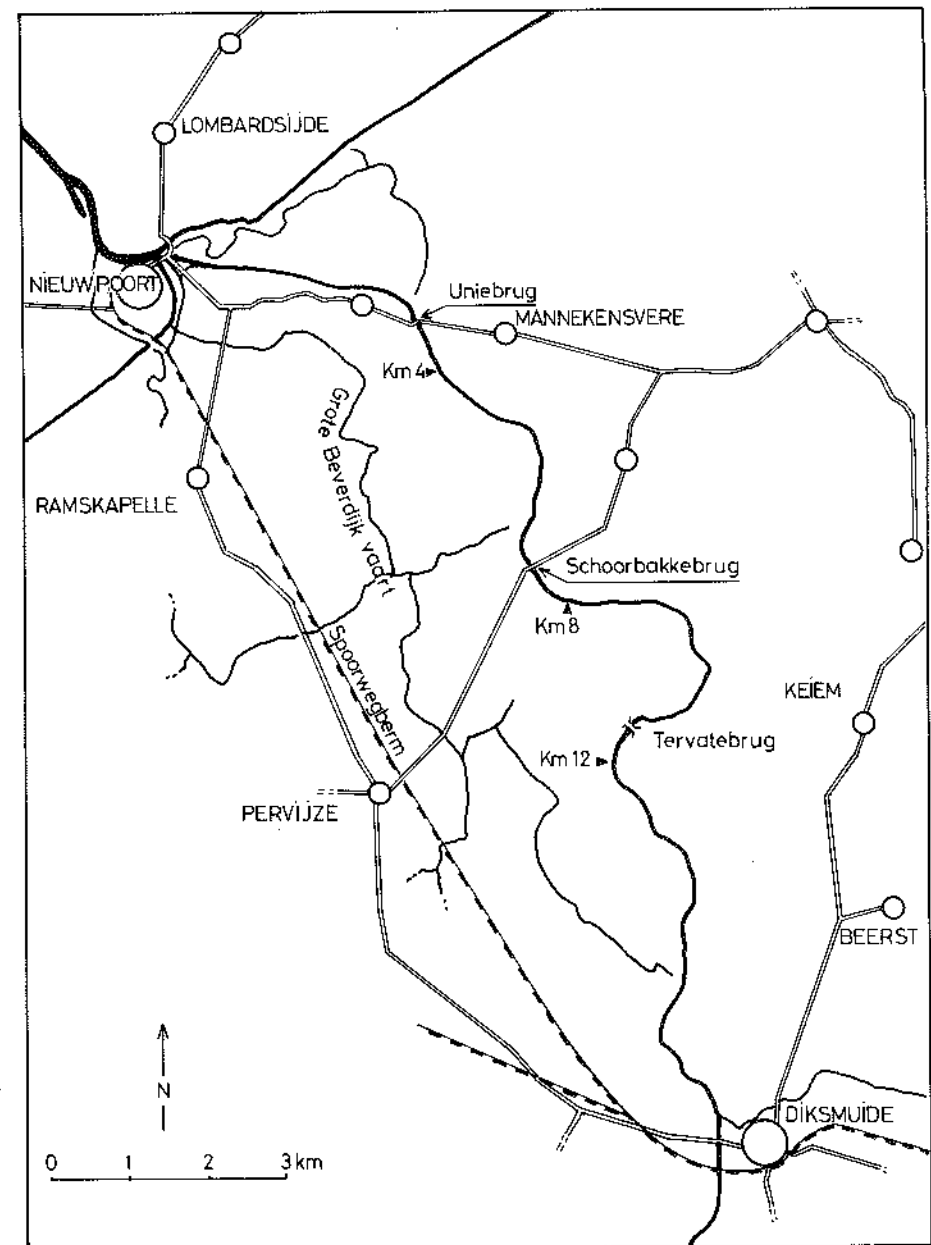 LOMBARDSIJDE
NIEUWPOORT
Uniebrug
MANNEKENSVERE
Km 4
Grote Beverdijk vaart
RAMSKAPELLE
Schoorbakkebrug
Km 8
Spoorwegberm
KEIEM
Tervatebrug
Km 12
PERVIJZE
BEERST
N
DIKSMUIDE
0 1 2 3 km